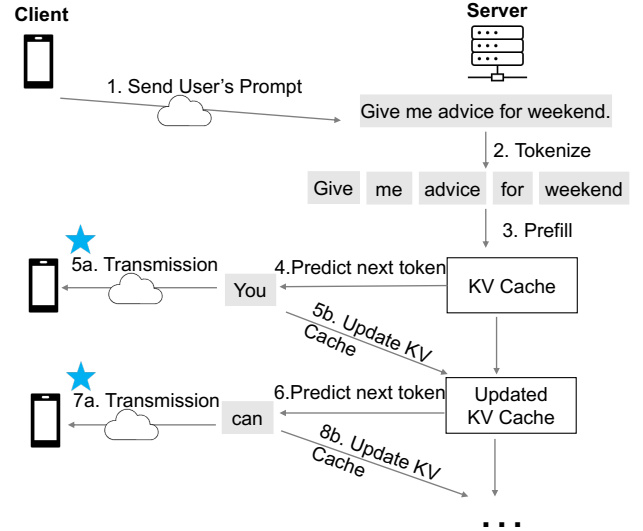 Client
Server
1. Send User's Prompt
Give me advice for weekend.
2. Tokenize
Give me advice for weekend
3. Prefill
5a. Transmission
4.Predict next token
You
KV Cache
5b. Update KV
Cache
7a. Transmission
6.Predict next token
can
Updated
KV Cache
8b. Update KV
Cache
...